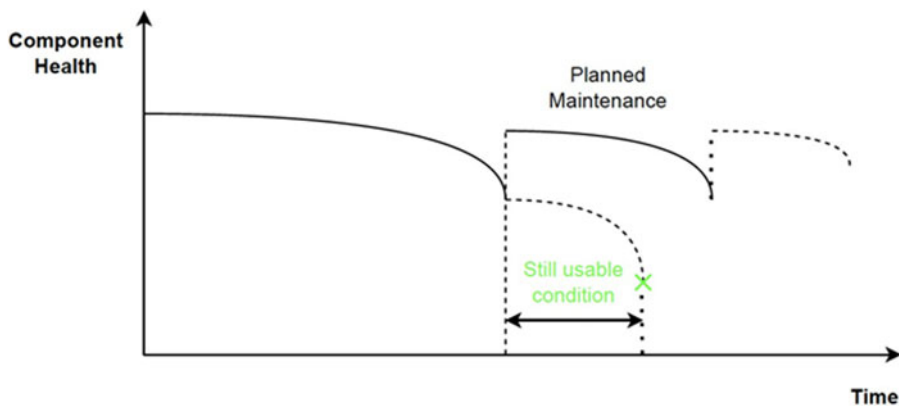 Component
Health
Planned
Maintenance
Still usable
condition
Time